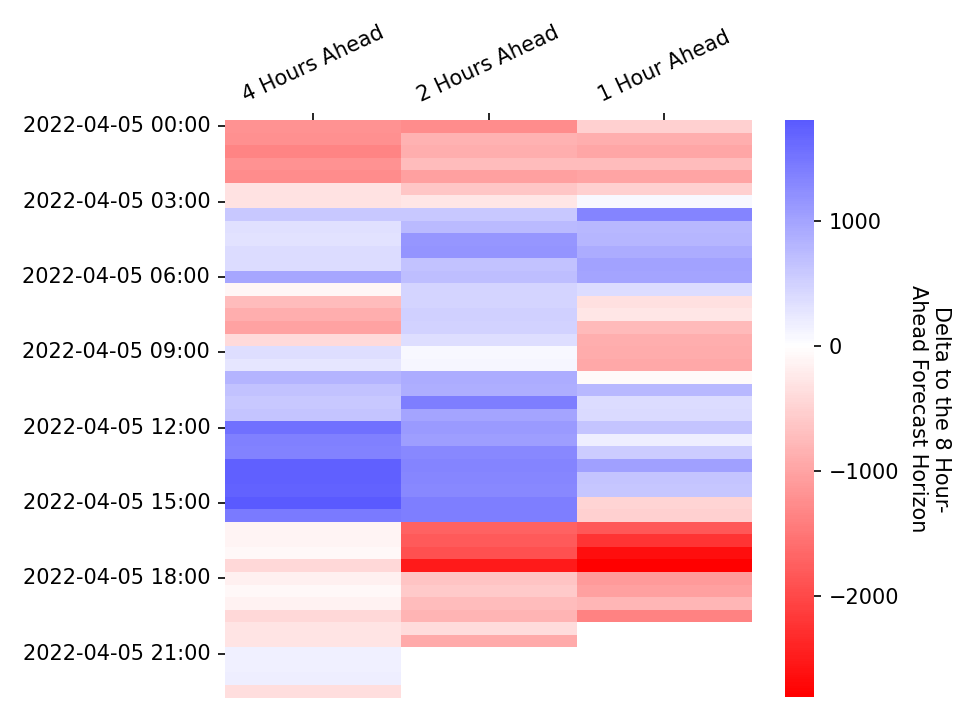 4 Hours Ahead
2 Hours Ahead
1 Hour Ahead
2022-04-05 00:00
2022-04-05 03:00
2022-04-05 06:00
2022-04-05 09:00
2022-04-05 12:00
2022-04-05 15:00
2022-04-05 18:00
2022-04-05 21:00
1000
0
−1000
−2000
Delta to the 8 Hour-
Ahead Forecast Horizon